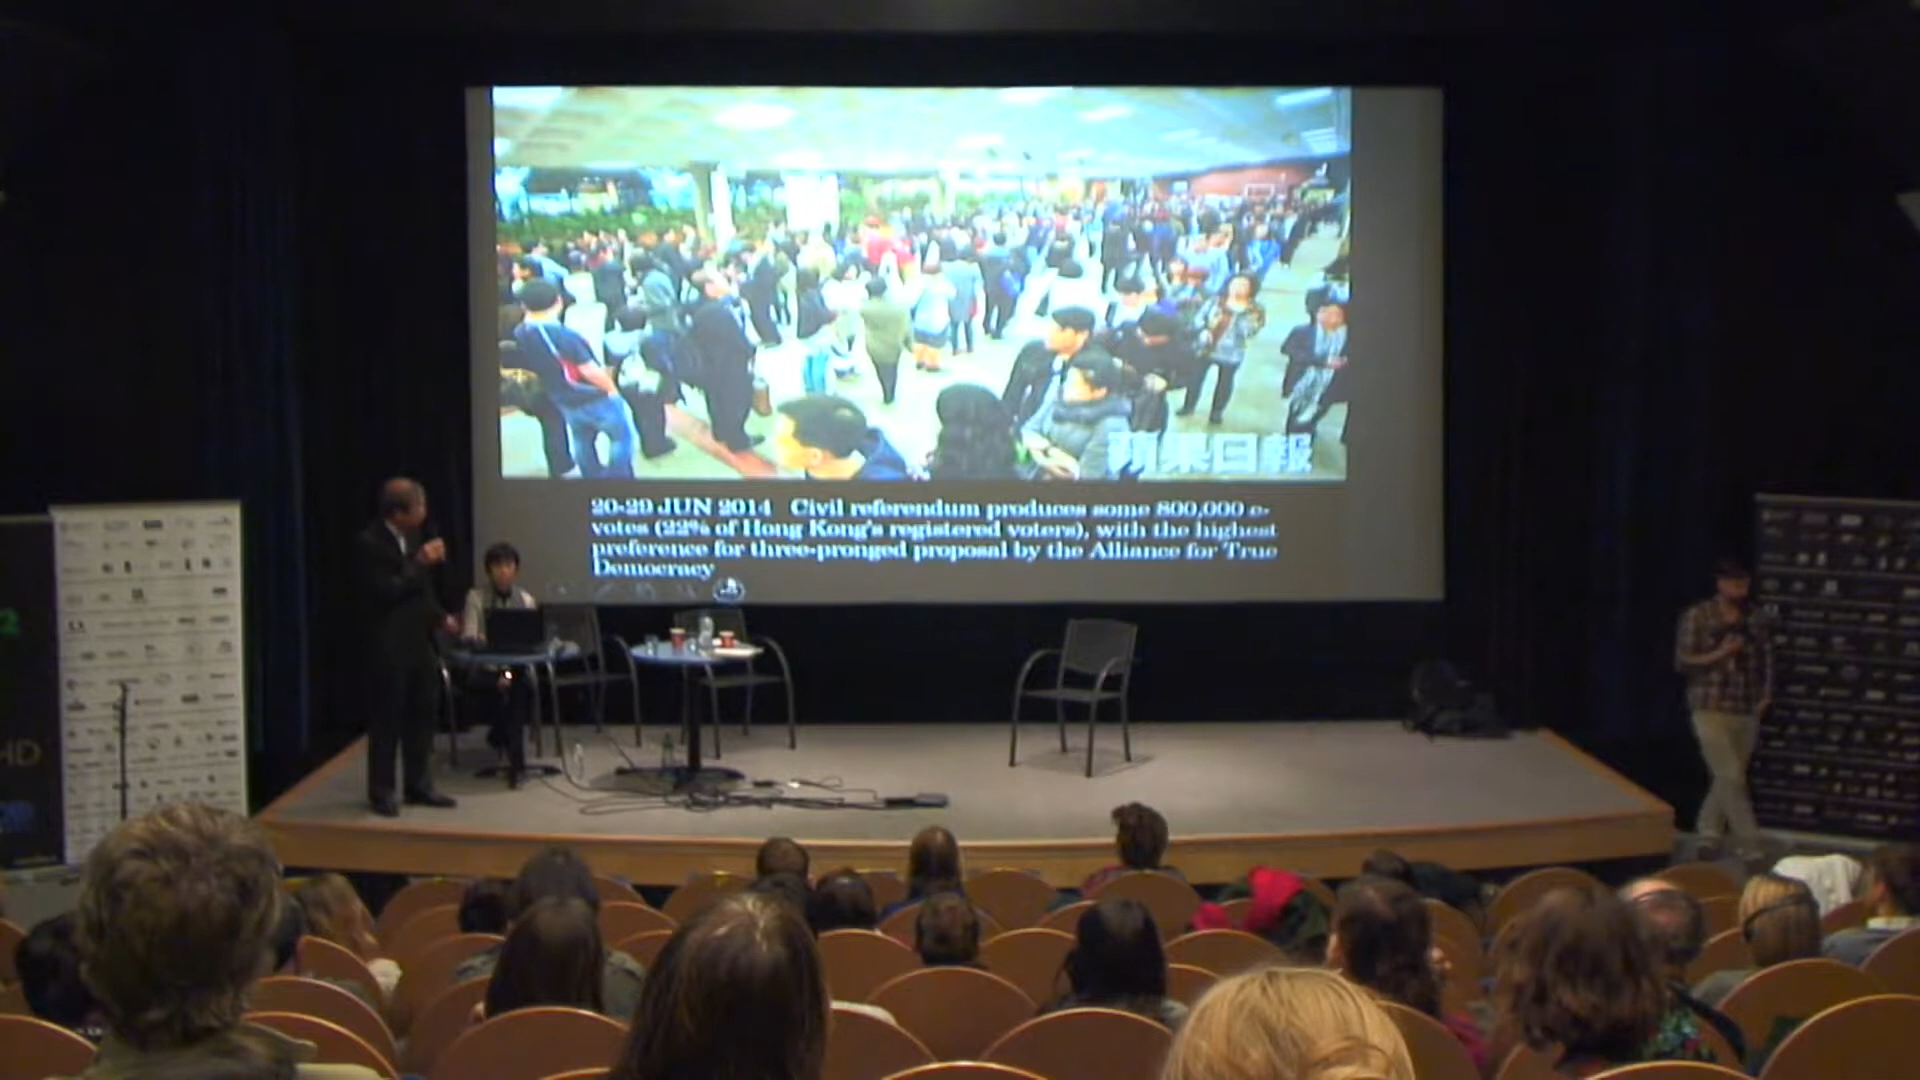 蘋果日報
20-29 JUN 2014 Civil referendum produces some 800,000 e-
votes (22% of Hong Kong's registered voters), with the highest
preference for three-pronged proposal by the Alliance for True
Democracy
HD